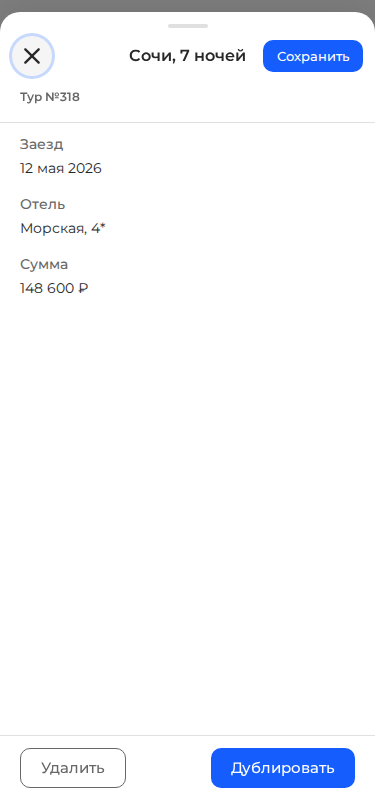 Сочи, 7 ночей
Сохранить
Тур №318
Заезд
12 мая 2026
Отель
Морская, 4*
Сумма
148 600 ₽
Удалить
Дублировать